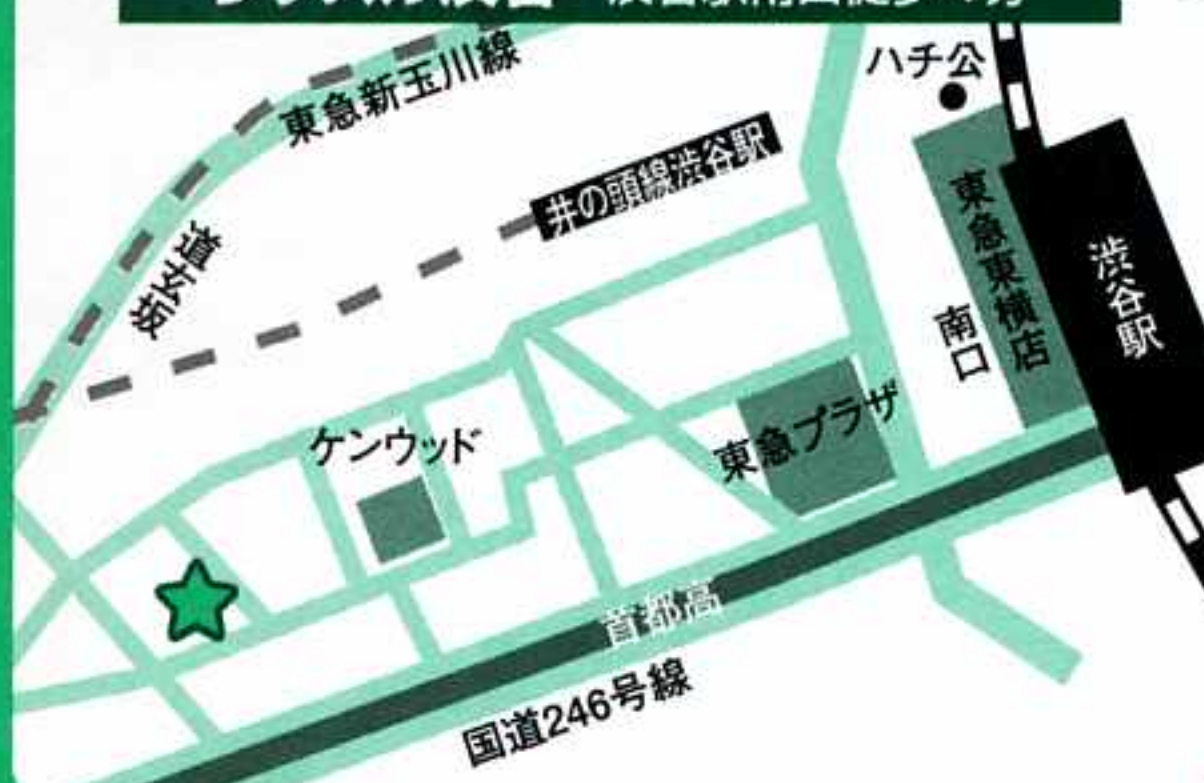 ハチ公
東急新玉川線
井の頭線渋谷駅
道玄坂
東急東横店
渋谷駅
南口
ケンウッド
東急プラザ
首都高
国道246号線